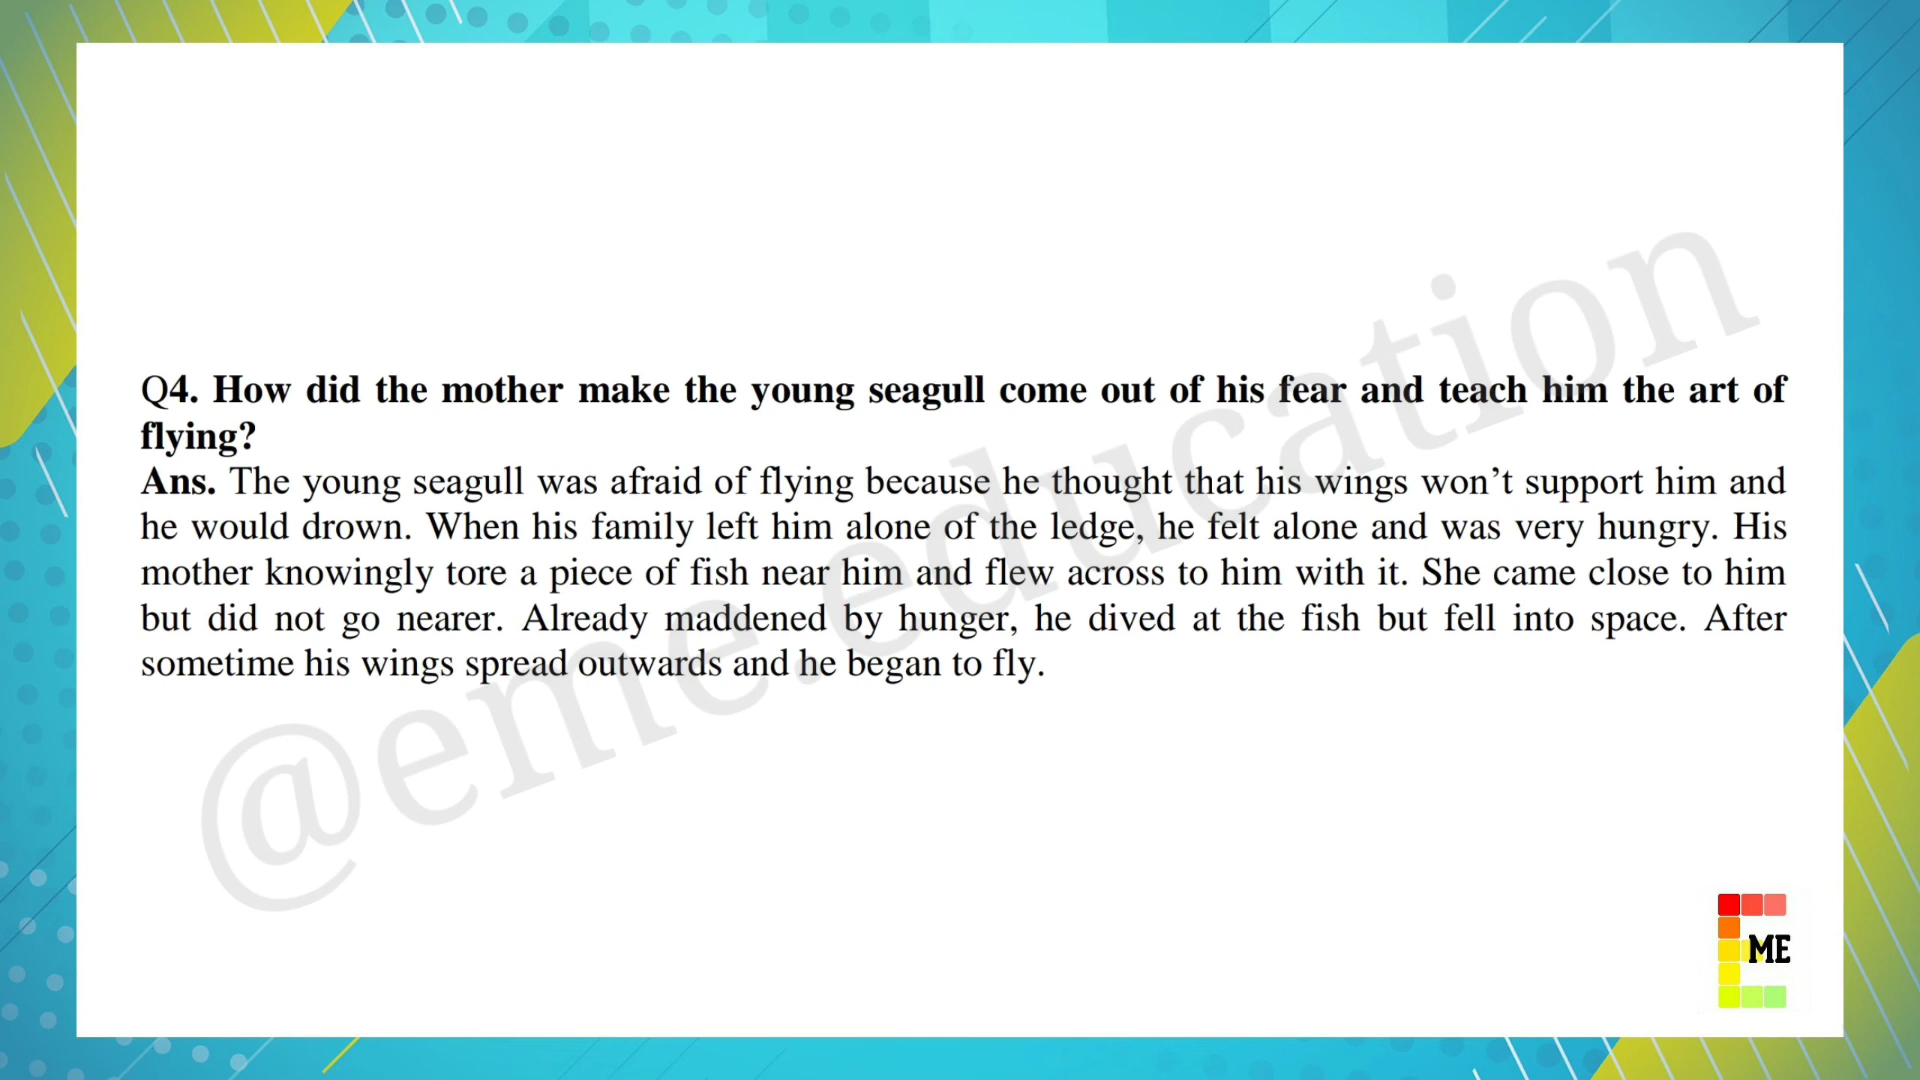 Q4. How did the mother make the young seagull come out of his fear and teach him the art of
flying?
Ans. The young seagull was afraid of flying because he thought that his wings won’t support him and
he would drown. When his family left him alone of the ledge, he felt alone and was very hungry. His
mother knowingly tore a piece of fish near him and flew across to him with it. She came close to him
but did not go nearer. Already maddened by hunger, he dived at the fish but fell into space. After
sometime his wings spread outwards and he began to fly.
@eme.education
ME